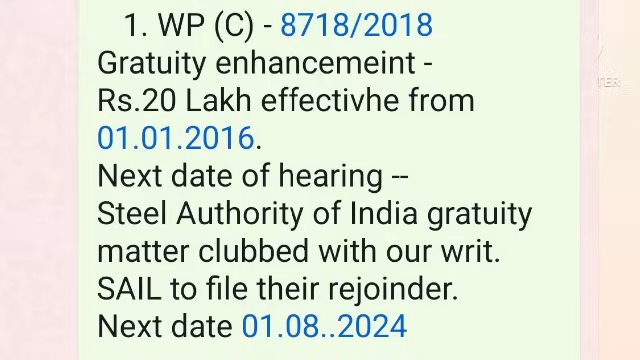 1. WP (C) - 8718/2018
Gratuity enhancemeint -
Rs.20 Lakh effectivhe from
01.01.2016.
Next date of hearing --
Steel Authority of India gratuity
matter clubbed with our writ.
SAIL to file their rejoinder.
Next date 01.08..2024